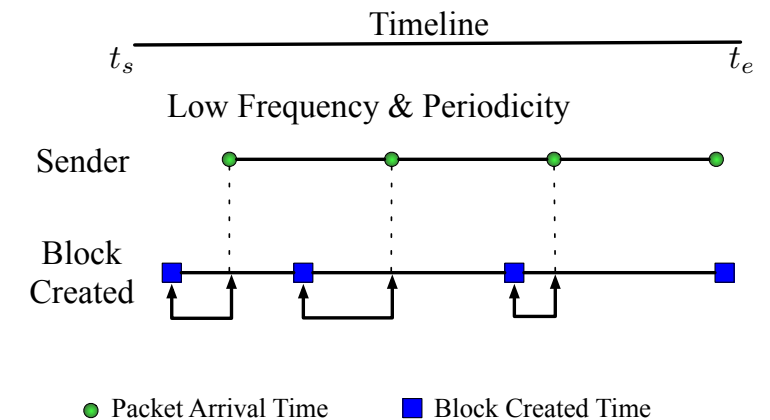 Timeline
t_s
t_e
Low Frequency & Periodicity
Sender
Block
Created
Packet Arrival Time
Block Created Time